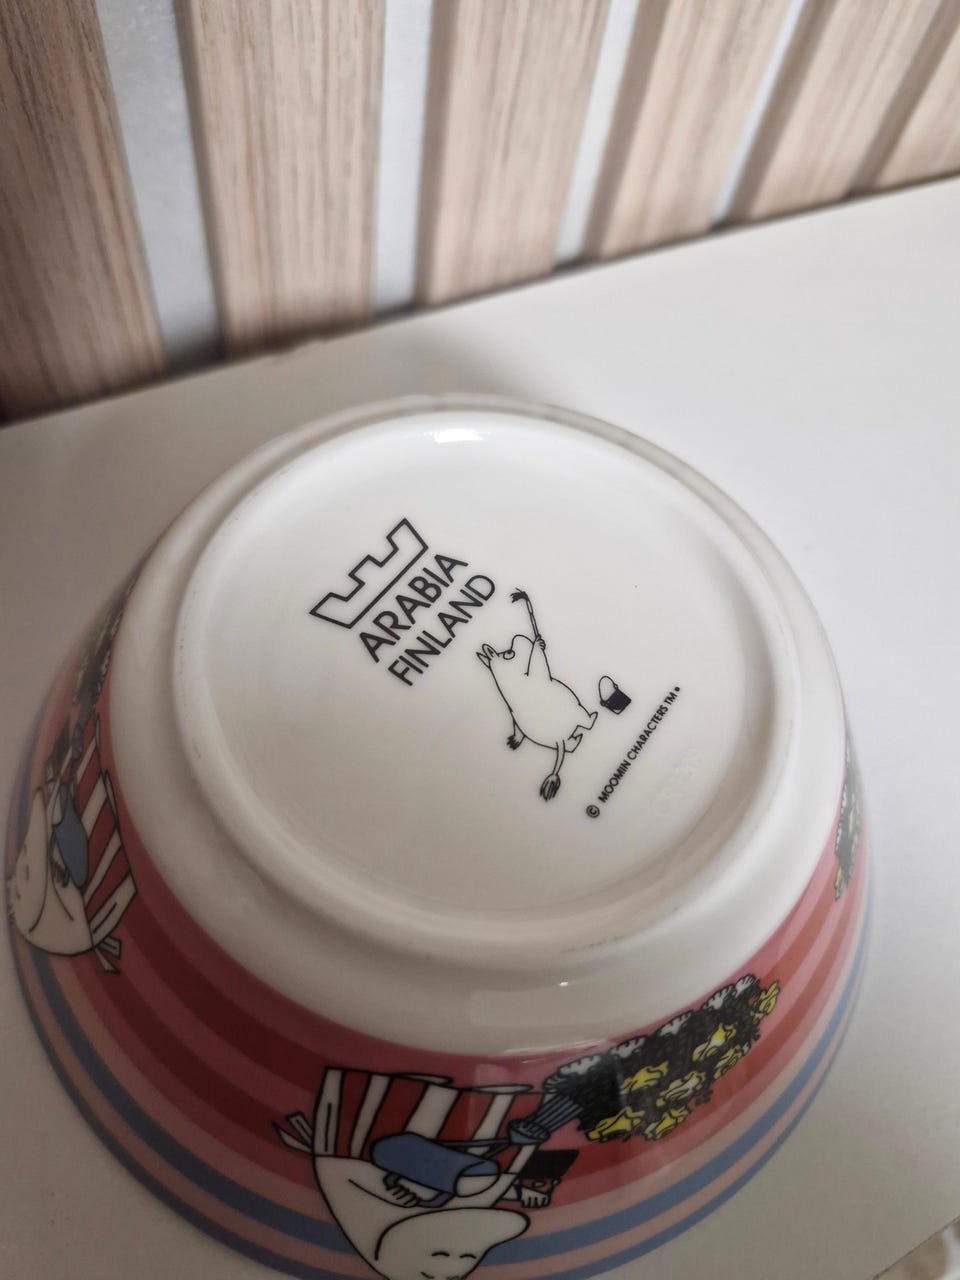 ARABIA
FINLAND
© MOOMIN CHARACTERS TM •